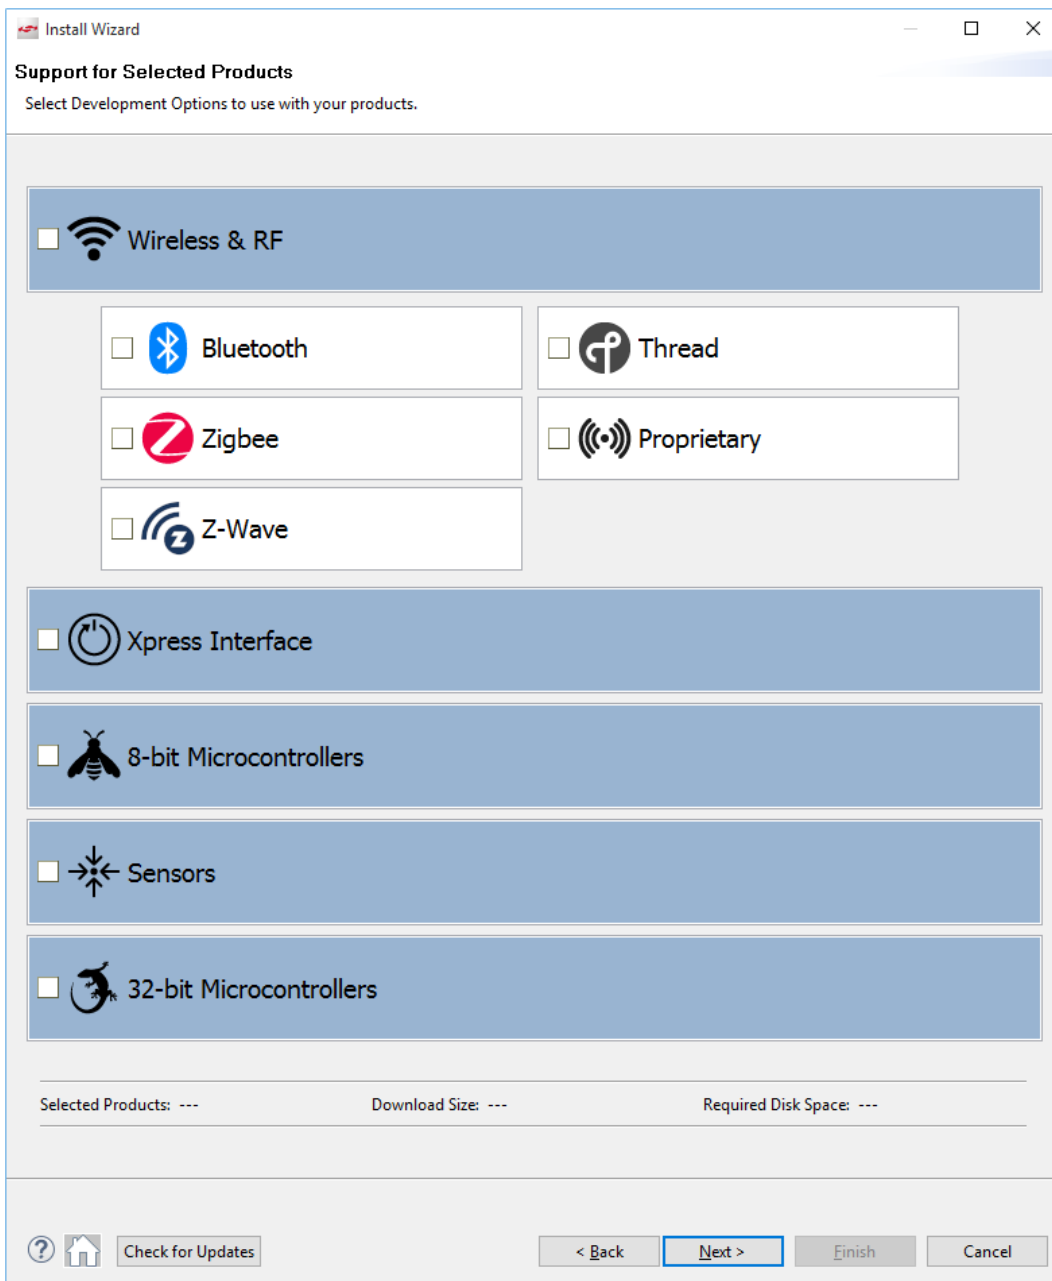 Install Wizard
Support for Selected Products
Select Development Options to use with your products.
Wireless & RF
Bluetooth
Thread
Zigbee
Proprietary
Z-Wave
Xpress Interface
8-bit Microcontrollers
Sensors
32-bit Microcontrollers
Selected Products: --- Download Size: --- Required Disk Space: ---
? Check for Updates < Back Next > Finish Cancel